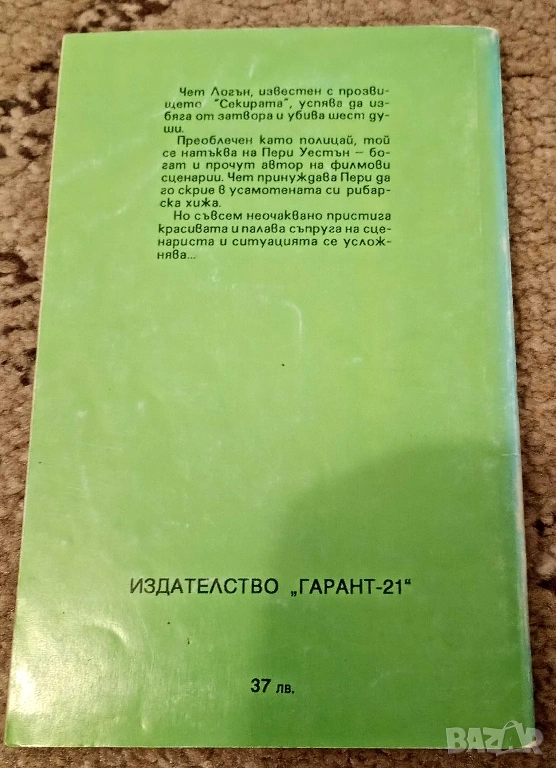 Чет Логън, известен с прозви-
щето "Секирата", успява да из-
бяга от затвора и убива шест ду-
ши.
Преоблечен като полицай, той
се натъква на Пери Уестън – бо-
гат и прочут автор на филмови
сценарии. Чет принуждава Пери да
го скрие в усамотената си рибар-
ска хижа.
Но съвсем неочаквано пристига
красивата и палава съпруга на сце-
нариста и ситуацията се услож-
нява...
ИЗДАТЕЛСТВО „ГАРАНТ-21“
37 лв.
BAZAR